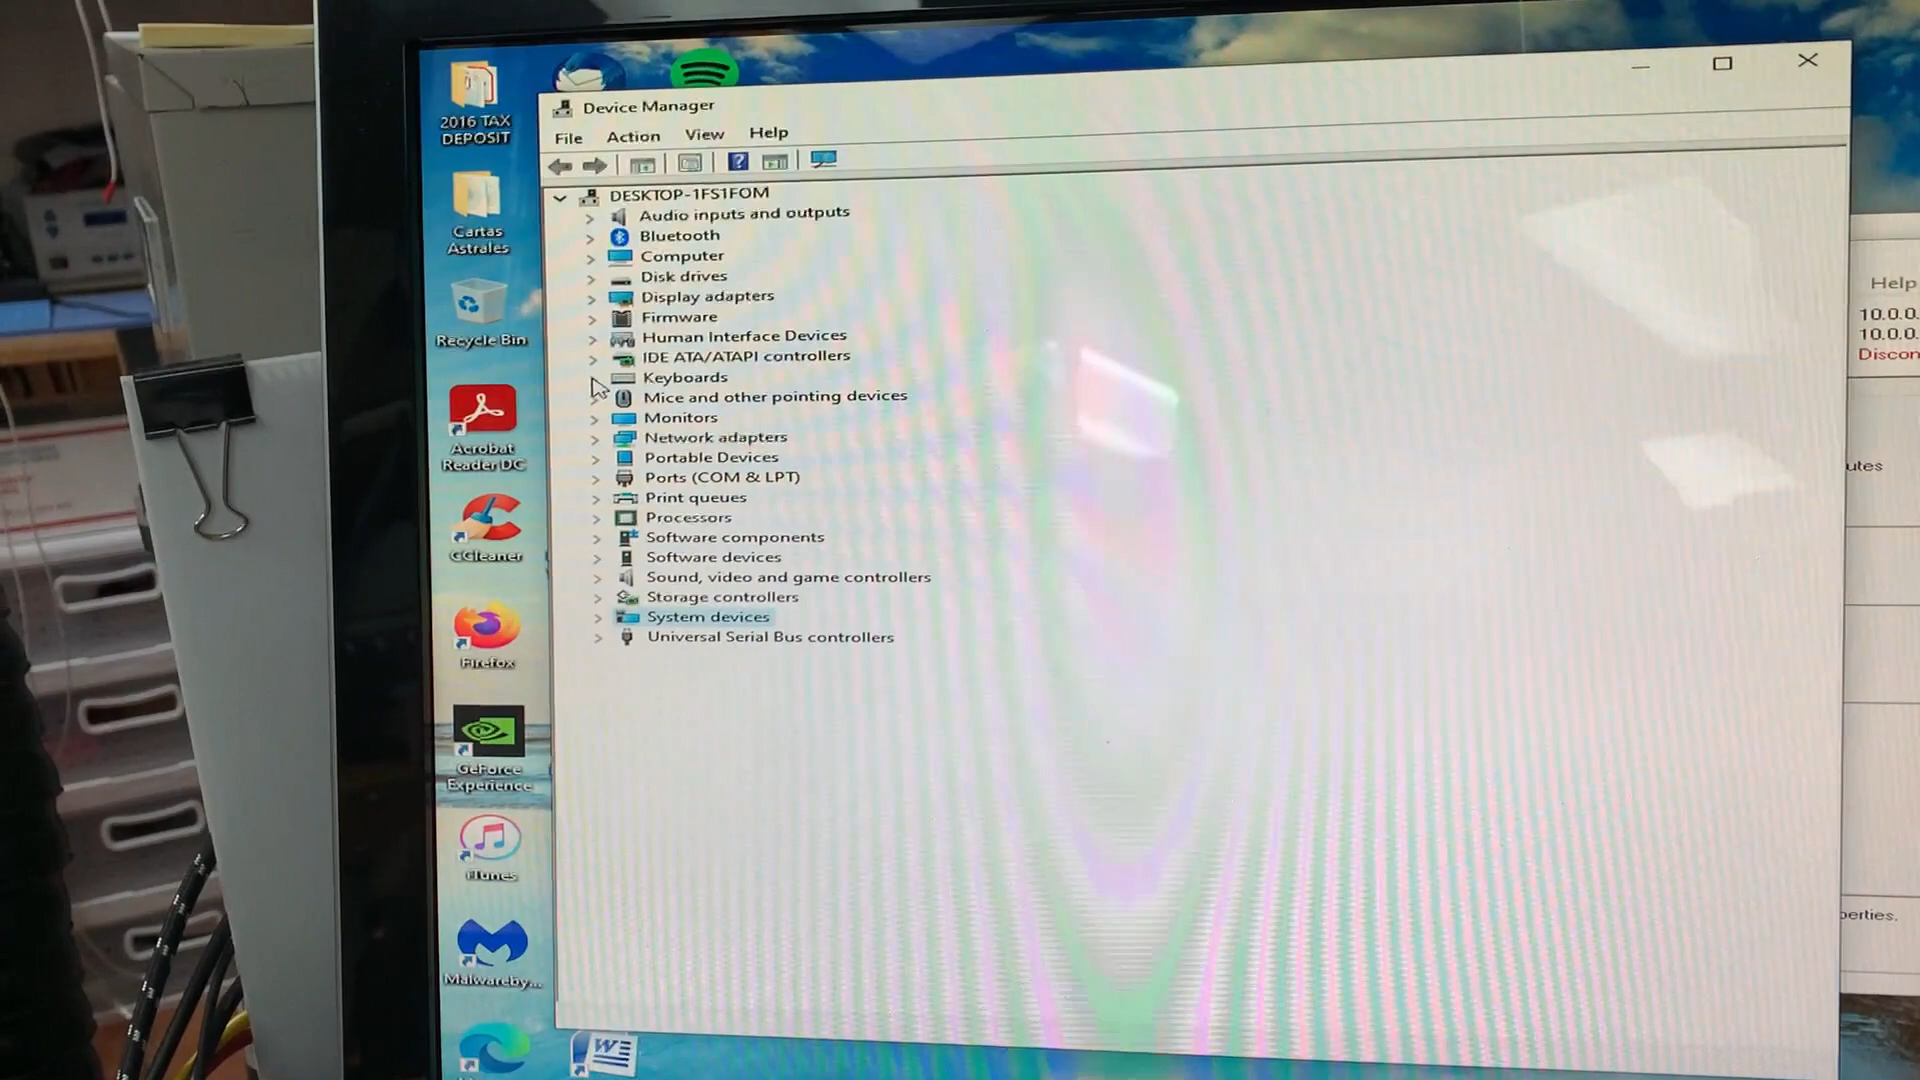 2016 TAX
DEPOSIT
Cartas
Astrales
Recycle Bin
Acrobat
Reader DC
CCleaner
Firefox
GeForce
Experience
iTunes
Malwareby...
W
Device Manager
File Action View Help
DESKTOP-1FS1FOM
Audio inputs and outputs
Bluetooth
Computer
Disk drives
Display adapters
Firmware
Human Interface Devices
IDE ATA/ATAPI controllers
Keyboards
Mice and other pointing devices
Monitors
Network adapters
Portable Devices
Ports (COM & LPT)
Print queues
Processors
Software components
Software devices
Sound, video and game controllers
Storage controllers
System devices
Universal Serial Bus controllers
Help
10.0.0.
10.0.0.
Discon
utes
perties.